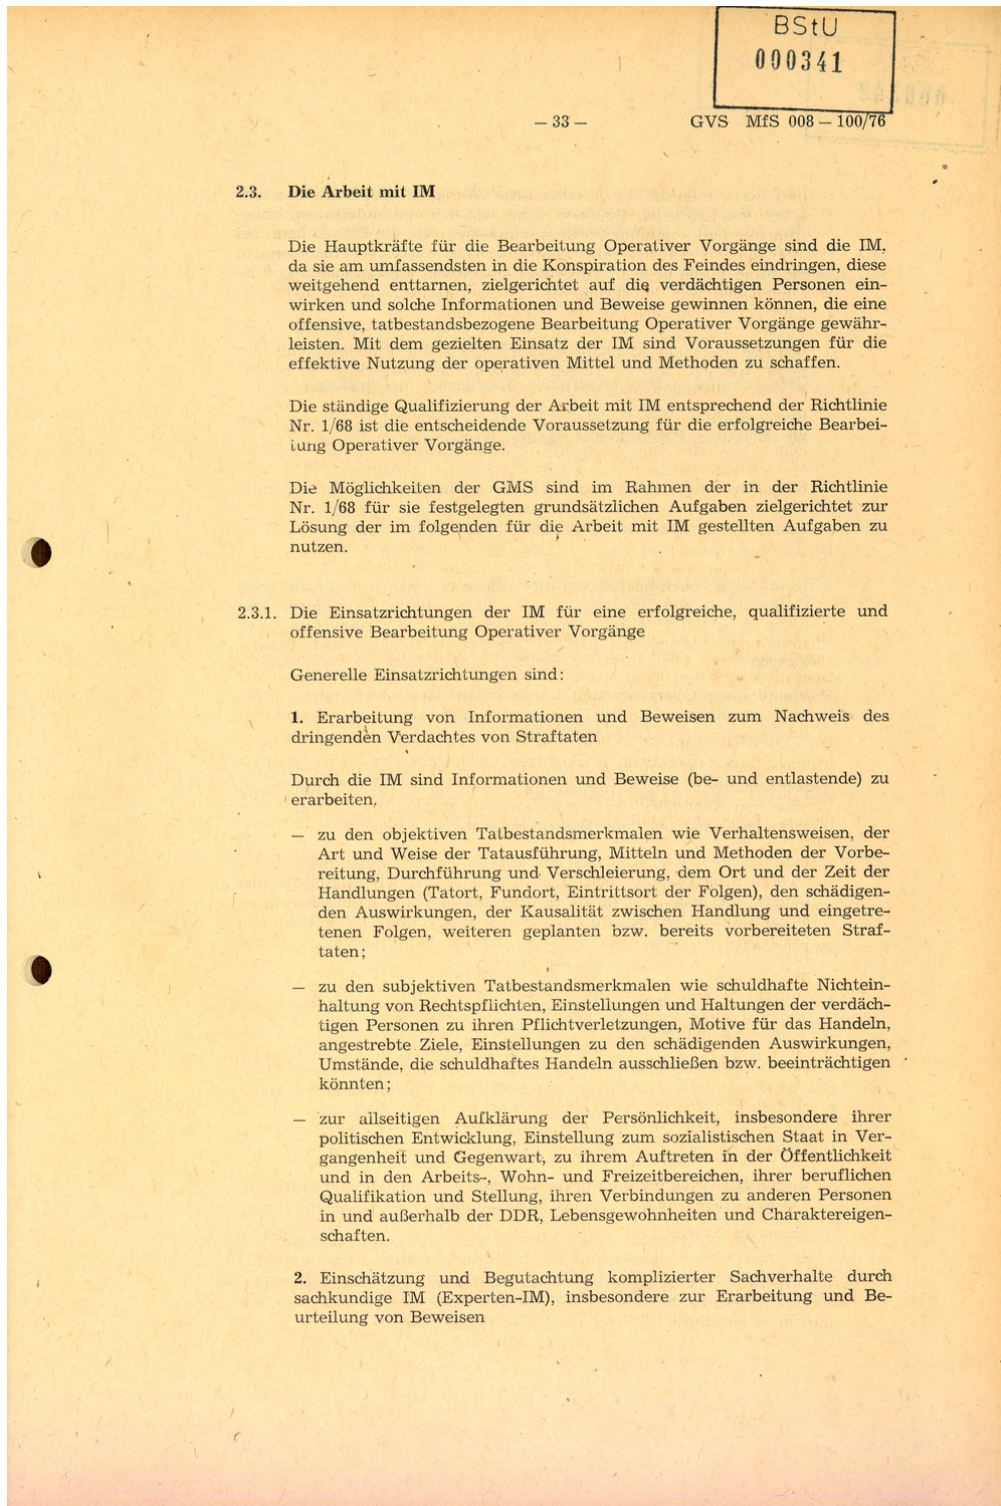 BStU
000341
— 33 —
GVS MfS 008 — 100/76
2.3. Die Arbeit mit IM
Die Hauptkräfte für die Bearbeitung Operativer Vorgänge sind die IM,
da sie am umfassendsten in die Konspiration des Feindes eindringen, diese
weitgehend enttarnen, zielgerichtet auf die verdächtigen Personen ein-
wirken und solche Informationen und Beweise gewinnen können, die eine
offensive, tatbestandsbezogene Bearbeitung Operativer Vorgänge gewähr-
leisten. Mit dem gezielten Einsatz der IM sind Voraussetzungen für die
effektive Nutzung der operativen Mittel und Methoden zu schaffen.
Die ständige Qualifizierung der Arbeit mit IM entsprechend der Richtlinie
Nr. 1/68 ist die entscheidende Voraussetzung für die erfolgreiche Bearbei-
tung Operativer Vorgänge.
Die Möglichkeiten der GMS sind im Rahmen der in der Richtlinie
Nr. 1/68 für sie festgelegten grundsätzlichen Aufgaben zielgerichtet zur
Lösung der im folgenden für die Arbeit mit IM gestellten Aufgaben zu
nutzen.
2.3.1. Die Einsatzrichtungen der IM für eine erfolgreiche, qualifizierte und
offensive Bearbeitung Operativer Vorgänge
Generelle Einsatzrichtungen sind:
1. Erarbeitung von Informationen und Beweisen zum Nachweis des
dringenden Verdachtes von Straftaten
Durch die IM sind Informationen und Beweise (be- und entlastende) zu
erarbeiten,
— zu den objektiven Tatbestandsmerkmalen wie Verhaltensweisen, der
Art und Weise der Tatausführung, Mitteln und Methoden der Vorbe-
reitung, Durchführung und Verschleierung, dem Ort und der Zeit der
Handlungen (Tatort, Fundort, Eintrittsort der Folgen), den schädigen-
den Auswirkungen, der Kausalität zwischen Handlung und eingetre-
tenen Folgen, weiteren geplanten bzw. bereits vorbereiteten Straf-
taten;
— zu den subjektiven Tatbestandsmerkmalen wie schuldhafte Nichtein-
haltung von Rechtspflichten, Einstellungen und Haltungen der verdäch-
tigen Personen zu ihren Pflichtverletzungen, Motive für das Handeln,
angestrebte Ziele, Einstellungen zu den schädigenden Auswirkungen,
Umstände, die schuldhaftes Handeln ausschließen bzw. beeinträchtigen
könnten;
— zur allseitigen Aufklärung der Persönlichkeit, insbesondere ihrer
politischen Entwicklung, Einstellung zum sozialistischen Staat in Ver-
gangenheit und Gegenwart, zu ihrem Auftreten in der Öffentlichkeit
und in den Arbeits-, Wohn- und Freizeitbereichen, ihrer beruflichen
Qualifikation und Stellung, ihren Verbindungen zu anderen Personen
in und außerhalb der DDR, Lebensgewohnheiten und Charaktereigen-
schaften.
2. Einschätzung und Begutachtung komplizierter Sachverhalte durch
sachkundige IM (Experten-IM), insbesondere zur Erarbeitung und Be-
urteilung von Beweisen